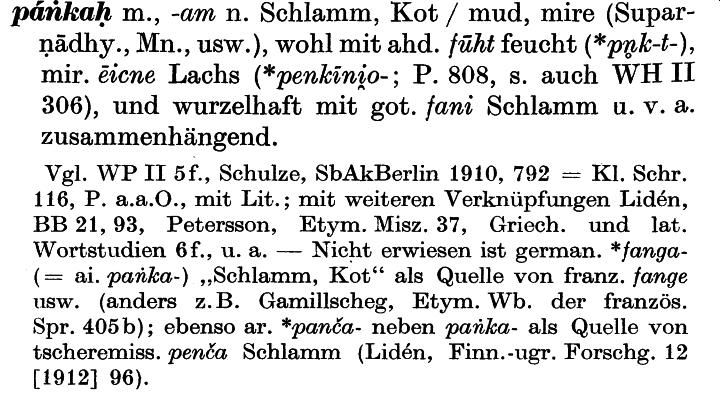 páṅkaḥ m., -am n. Schlamm, Kot / mud, mire (Supar-
ṇādhy., Mn., usw.), wohl mit ahd. fūht feucht (*pn̥k-t-),
mir. ēicne Lachs (*penkīni̯o-; P. 808, s. auch WH II
306), und wurzelhaft mit got. fani Schlamm u. v. a.
zusammenhängend.
Vgl. WP II 5f., Schulze, SbAkBerlin 1910, 792 = Kl. Schr.
116, P. a.a.O., mit Lit.; mit weiteren Verknüpfungen Lidén,
BB 21, 93, Petersson, Etym. Misz. 37, Griech. und lat.
Wortstudien 6f., u. a. — Nicht erwiesen ist german. *fanga-
(= ai. paṅka-) „Schlamm, Kot“ als Quelle von franz. fange
usw. (anders z.B. Gamillscheg, Etym. Wb. der französ.
Spr. 405b); ebenso ar. *panča- neben paṅka- als Quelle von
tscheremiss. penča Schlamm (Lidén, Finn.-ugr. Forschg. 12
[1912] 96).